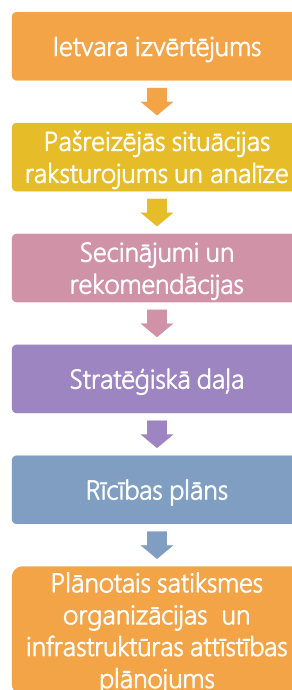 Ietvara izvērtējums
Pašreizējās situācijas
raksturojums un analīze
Secinājumi un
rekomendācijas
Stratēģiskā daļa
Rīcības plāns
Plānotais satiksmes
organizācijas un
infrastruktūras attīstības
plānojums